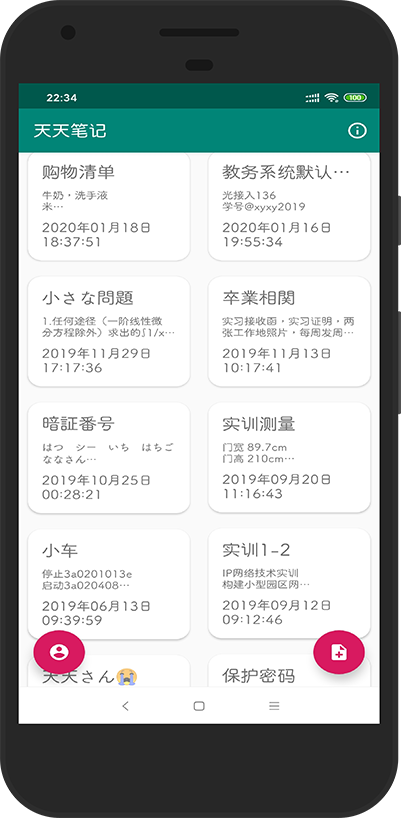 22:34
100
天天笔记
购物清单
牛奶·洗手液
米…
2020年01月18日
18:37:51
教务系统默认…
光接入136
学号@xyxy2019
2020年01月16日
19:55:34
小さな問題
1.任何途径（一阶线性微
分方程除外）求出的∫1/x…
2019年11月29日
17:17:36
卒業相関
实习接收函·实习证明·两
张工作地照片·每周发周…
2019年11月13日
10:17:41
暗証番号
はつ　シー　いち　はちご
ななさん…
2019年10月25日
00:28:21
实训测量
门宽 89.7cm
门高 210cm…
2019年09月20日
11:16:43
小车
停止3a0201013e
启动3a020408…
2019年06月13日
09:39:59
实训1-2
IP网络技术实训
构建小型园区网…
2019年09月12日
09:12:46
天天さん😭
保护密码